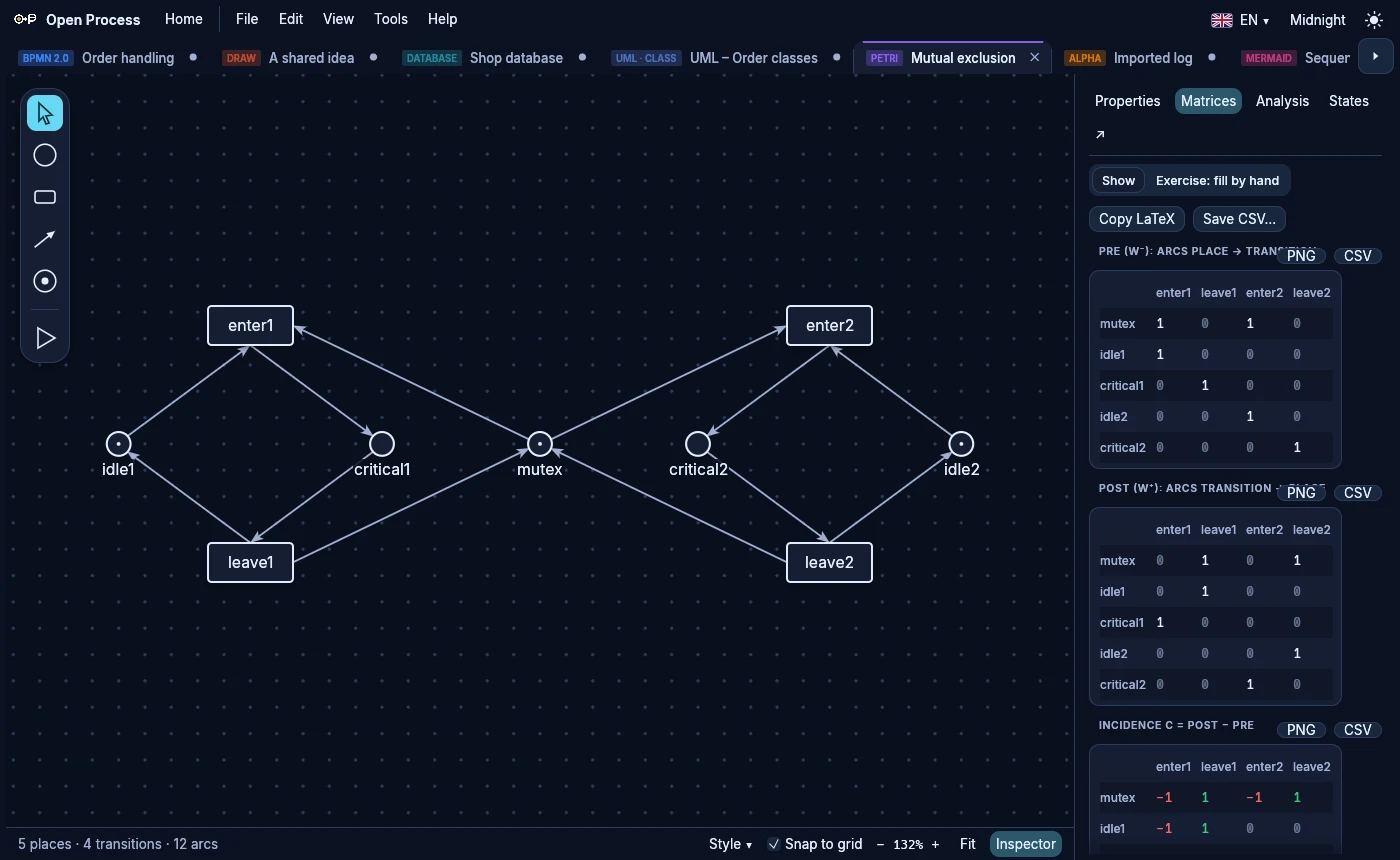 Open Process Home File Edit View Tools Help EN ▾ Midnight
BPMN 2.0 Order handling DRAW A shared idea DATABASE Shop database UML · CLASS UML – Order classes PETRI Mutual exclusion × ALPHA Imported log MERMAID Sequer
Properties Matrices Analysis States
Show Exercise: fill by hand
Copy LaTeX Save CSV...
PRE (W⁻): ARCS PLACE → TRANSITION PNG CSV
enter1 leave1 enter2 leave2
mutex 1 0 1 0
idle1 1 0 0 0
critical1 0 1 0 0
idle2 0 0 1 0
critical2 0 0 0 1
POST (W⁺): ARCS TRANSITION → PLACE PNG CSV
enter1 leave1 enter2 leave2
mutex 0 1 0 1
idle1 0 1 0 0
critical1 1 0 0 0
idle2 0 0 0 1
critical2 0 0 1 0
INCIDENCE C = POST − PRE PNG CSV
enter1 leave1 enter2 leave2
mutex −1 1 −1 1
idle1 −1 1 0 0
enter1 enter2
idle1 critical1 mutex critical2 idle2
leave1 leave2
5 places · 4 transitions · 12 arcs Style ▾ Snap to grid − 132% + Fit Inspector